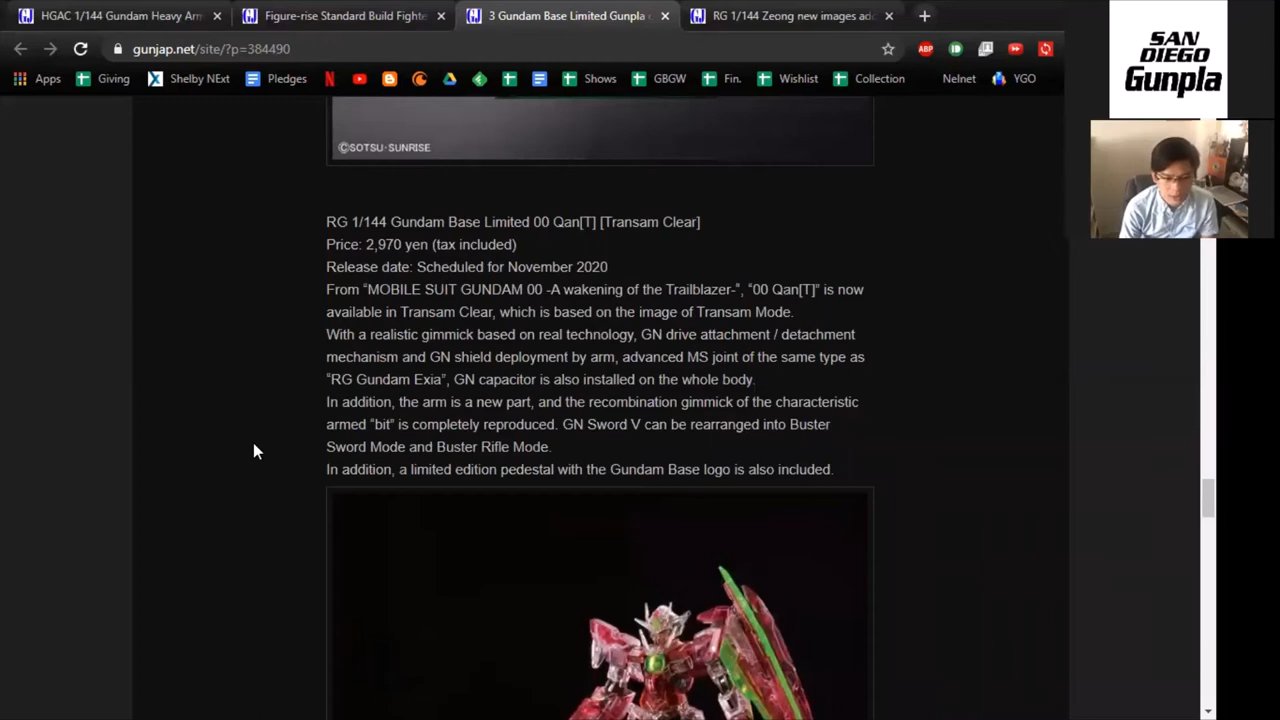 HGAC 1/144 Gundam Heavy Arm
Figure-rise Standard Build Fighte
3 Gundam Base Limited Gunpla
RG 1/144 Zeong new images add
gunjap.net/site/?p=384490
ABP
Apps
Giving
Shelby NExt
Pledges
Shows
GBGW
Fin.
Wishlist
Collection
Nelnet
YGO
SAN
DIEGO
Gunpla
©SOTSU·SUNRISE
RG 1/144 Gundam Base Limited 00 Qan[T] [Transam Clear]
Price: 2,970 yen (tax included)
Release date: Scheduled for November 2020
From “MOBILE SUIT GUNDAM 00 -A wakening of the Trailblazer-”, “00 Qan[T]” is now
available in Transam Clear, which is based on the image of Transam Mode.
With a realistic gimmick based on real technology, GN drive attachment / detachment
mechanism and GN shield deployment by arm, advanced MS joint of the same type as
“RG Gundam Exia”, GN capacitor is also installed on the whole body.
In addition, the arm is a new part, and the recombination gimmick of the characteristic
armed “bit” is completely reproduced. GN Sword V can be rearranged into Buster
Sword Mode and Buster Rifle Mode.
In addition, a limited edition pedestal with the Gundam Base logo is also included.